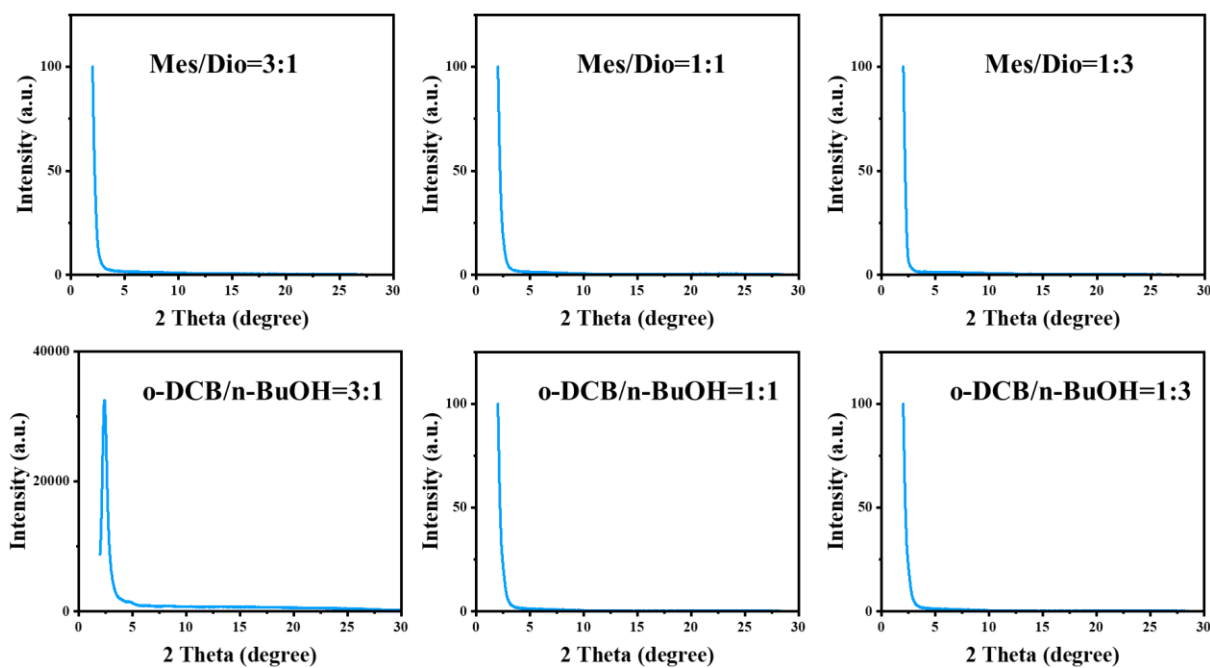 Mes/Dio=3:1
Intensity (a.u.)
100
50
0
0 5 10 15 20 25 30
2 Theta (degree)
Mes/Dio=1:1
Intensity (a.u.)
100
50
0
0 5 10 15 20 25 30
2 Theta (degree)
Mes/Dio=1:3
Intensity (a.u.)
100
50
0
0 5 10 15 20 25 30
2 Theta (degree)
o-DCB/n-BuOH=3:1
Intensity (a.u.)
40000
20000
0
0 5 10 15 20 25 30
2 Theta (degree)
o-DCB/n-BuOH=1:1
Intensity (a.u.)
100
50
0
0 5 10 15 20 25 30
2 Theta (degree)
o-DCB/n-BuOH=1:3
Intensity (a.u.)
100
50
0
0 5 10 15 20 25 30
2 Theta (degree)